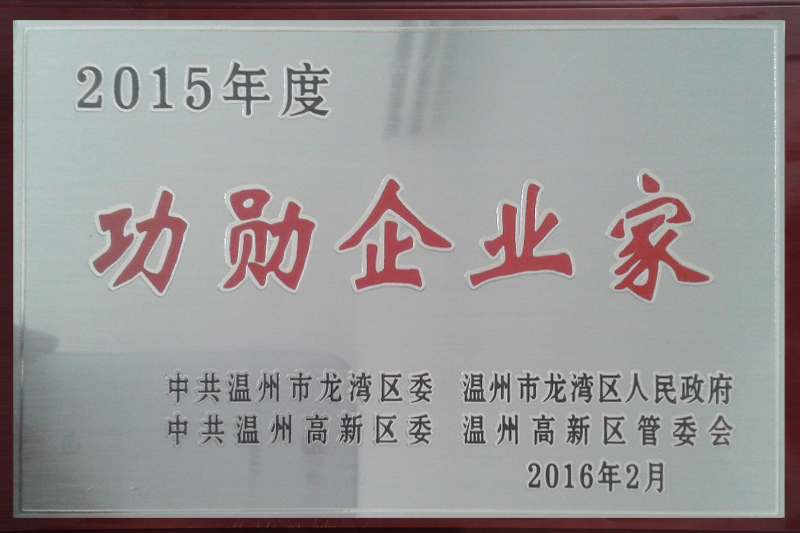 2015年度
功勋企业家
中共温州市龙湾区委 温州市龙湾区人民政府
中共温州高新区委 温州高新区管委会
2016年2月